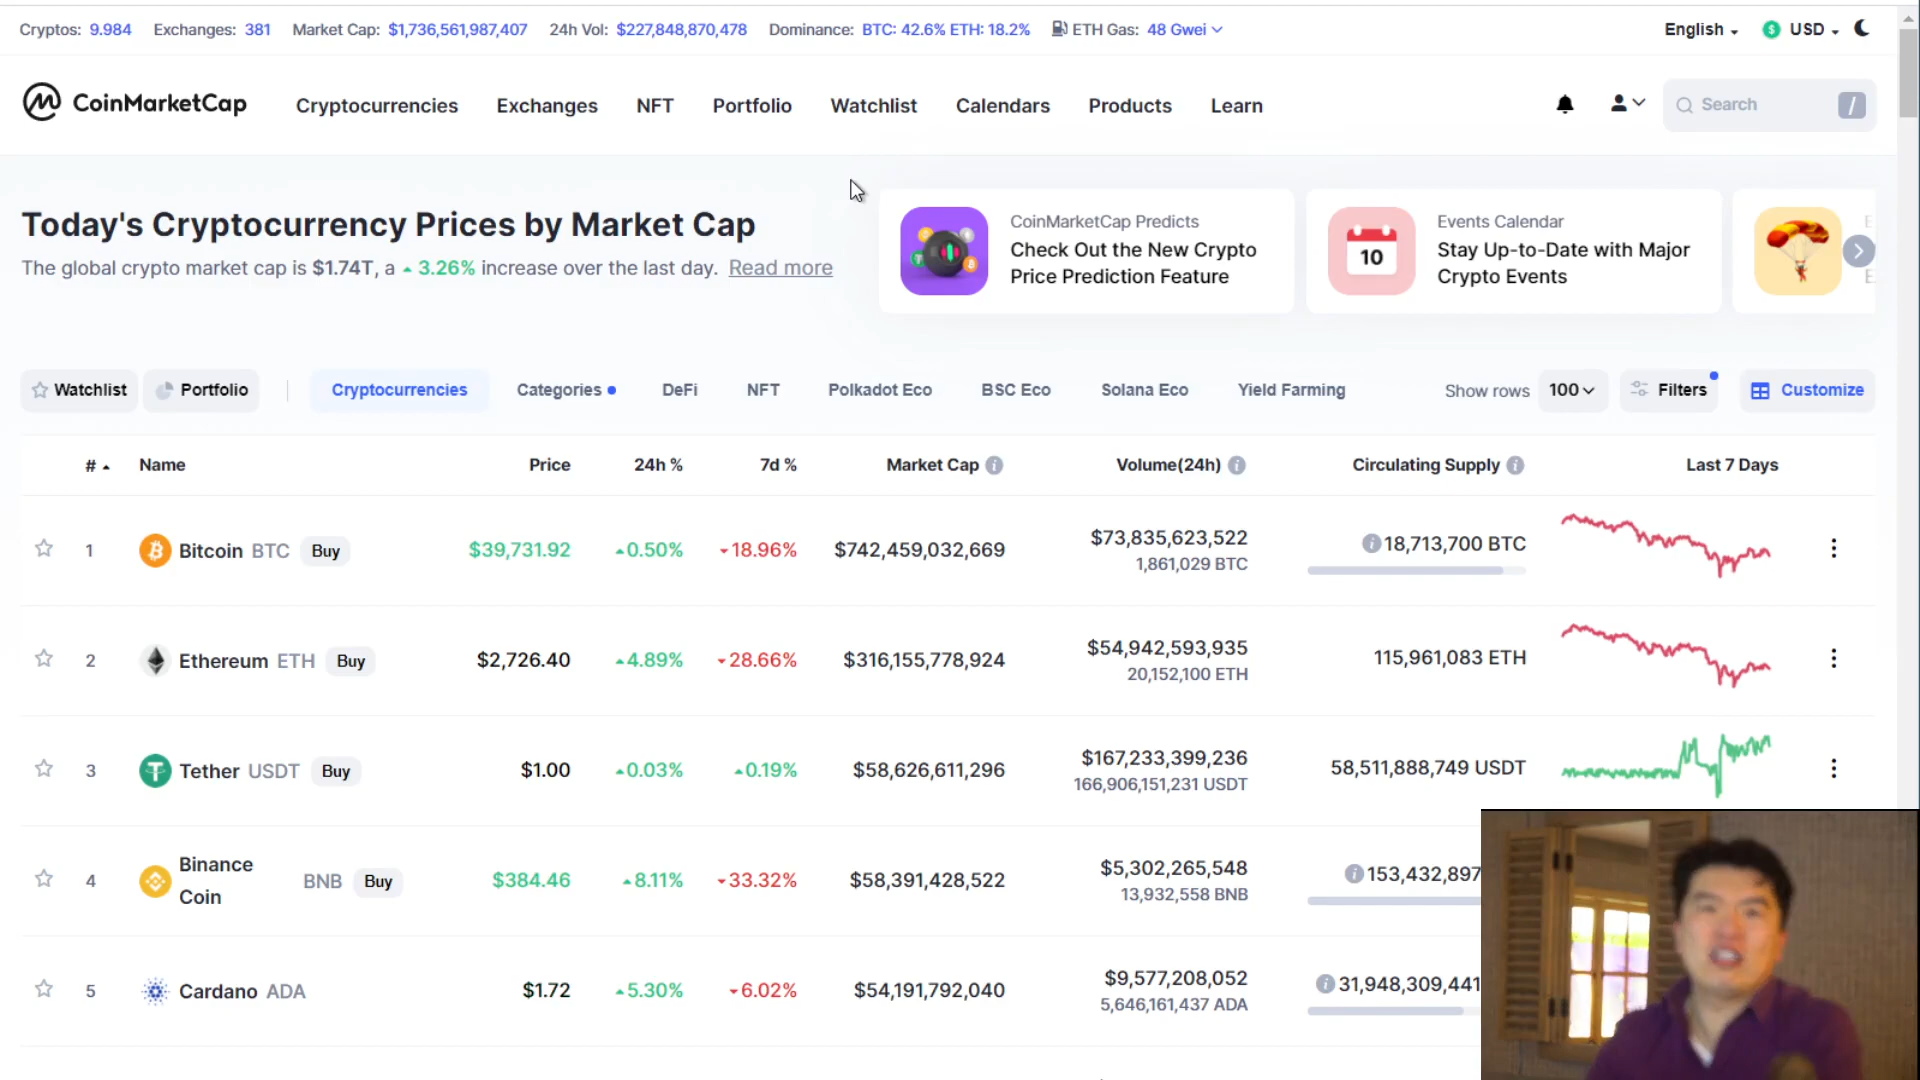 Cryptos: 9.984 Exchanges: 381 Market Cap: $1,736,561,987,407 24h Vol: $227,848,870,478 Dominance: BTC: 42.6% ETH: 18.2% ETH Gas: 48 Gwei English USD
CoinMarketCap Cryptocurrencies Exchanges NFT Portfolio Watchlist Calendars Products Learn Search /
Today's Cryptocurrency Prices by Market Cap
The global crypto market cap is $1.74T, a 3.26% increase over the last day. Read more
CoinMarketCap Predicts
Check Out the New Crypto
Price Prediction Feature
10
Events Calendar
Stay Up-to-Date with Major
Crypto Events
Watchlist Portfolio Cryptocurrencies Categories DeFi NFT Polkadot Eco BSC Eco Solana Eco Yield Farming Show rows 100 Filters Customize
# Name Price 24h % 7d % Market Cap Volume(24h) Circulating Supply Last 7 Days
1 Bitcoin BTC Buy $39,731.92 0.50% 18.96% $742,459,032,669 $73,835,623,522 18,713,700 BTC
1,861,029 BTC
2 Ethereum ETH Buy $2,726.40 4.89% 28.66% $316,155,778,924 $54,942,593,935 115,961,083 ETH
20,152,100 ETH
3 Tether USDT Buy $1.00 0.03% 0.19% $58,626,611,296 $167,233,399,236 58,511,888,749 USDT
166,906,151,231 USDT
4 Binance Coin BNB Buy $384.46 8.11% 33.32% $58,391,428,522 $5,302,265,548 153,432,897
13,932,558 BNB
5 Cardano ADA $1.72 5.30% 6.02% $54,191,792,040 $9,577,208,052 31,948,309,441
5,646,161,437 ADA